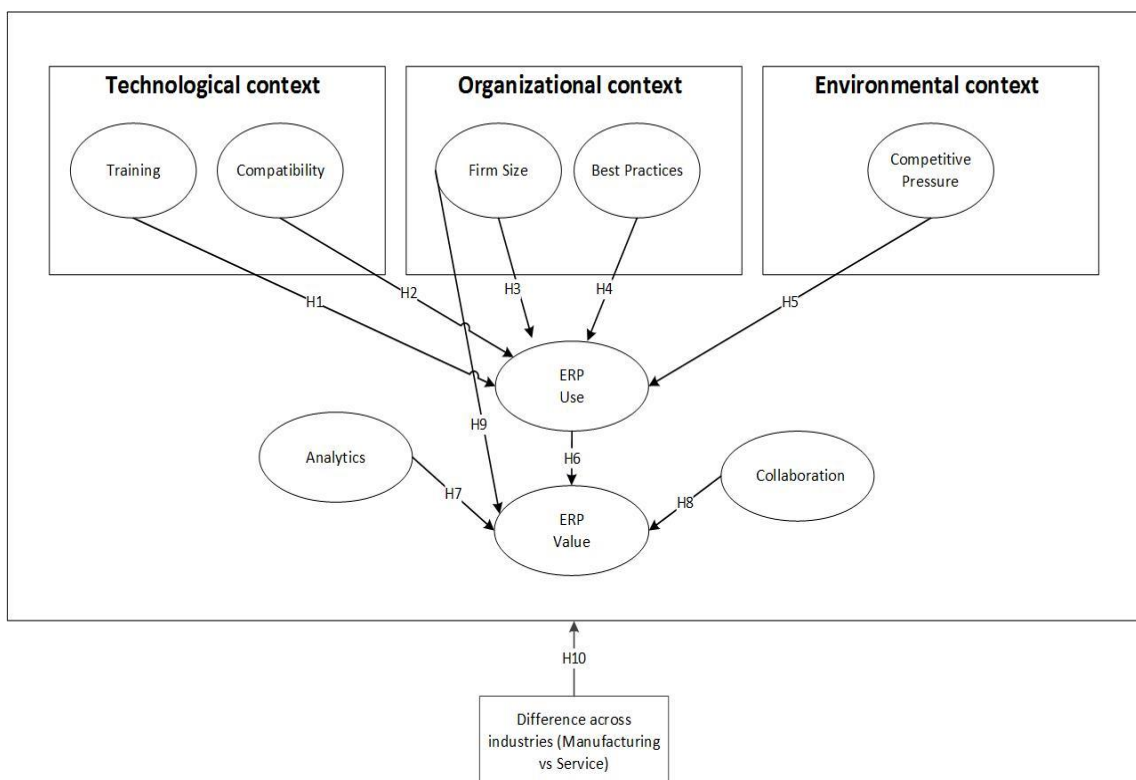 Technological context
Organizational context
Environmental context
Training
Compatibility
Firm Size
Best Practices
Competitive
Pressure
H1
H2
H3
H4
H5
ERP
Use
H9
H6
Analytics
Collaboration
H7
H8
ERP
Value
H10
Difference across
industries (Manufacturing
vs Service)